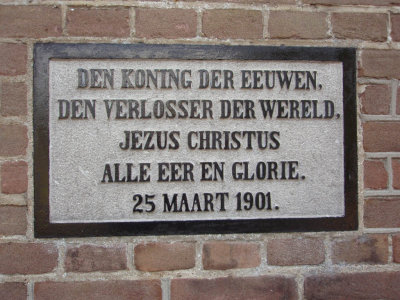 DEN KONING DER EEUWEN,
DEN VERLOSSER DER WERELD,
JEZUS CHRISTUS
ALLE EER EN GLORIE.
25 MAART 1901.